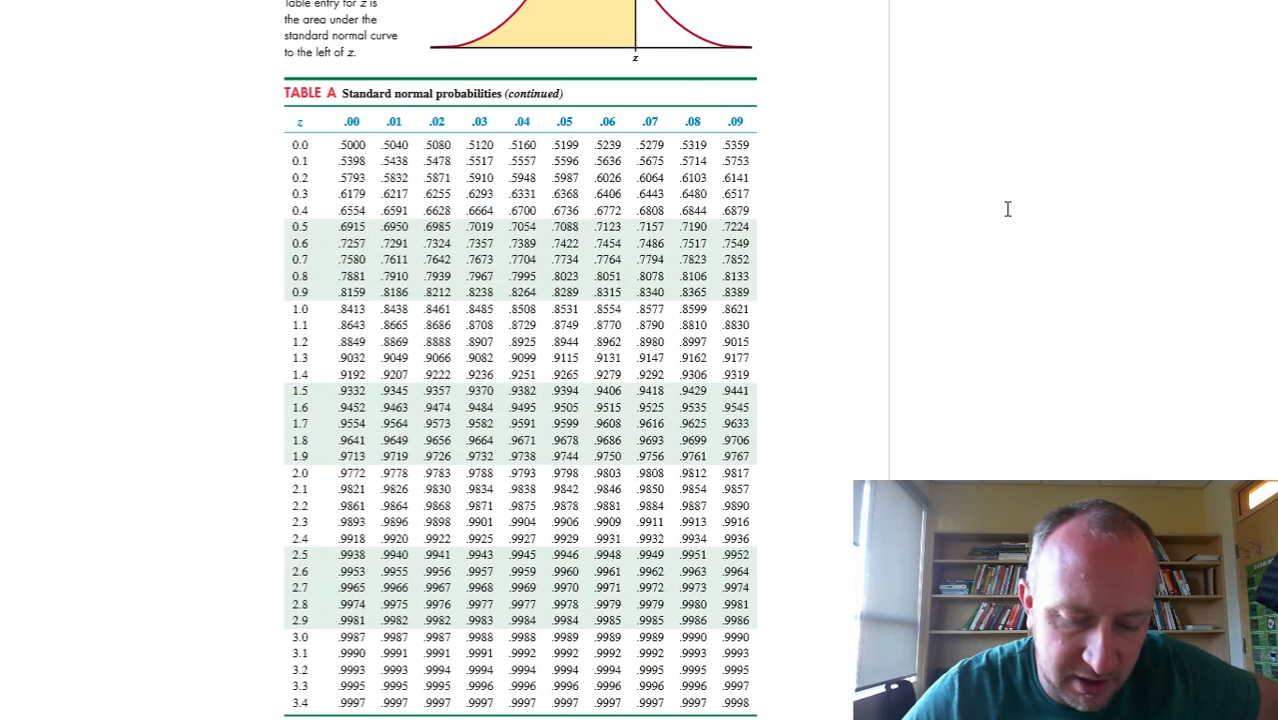 Table entry for z is
the area under the
standard normal curve
to the left of z.
z
TABLE A Standard normal probabilities (continued)
z .00 .01 .02 .03 .04 .05 .06 .07 .08 .09
0.0 .5000 .5040 .5080 .5120 .5160 .5199 .5239 .5279 .5319 .5359
0.1 .5398 .5438 .5478 .5517 .5557 .5596 .5636 .5675 .5714 .5753
0.2 .5793 .5832 .5871 .5910 .5948 .5987 .6026 .6064 .6103 .6141
0.3 .6179 .6217 .6255 .6293 .6331 .6368 .6406 .6443 .6480 .6517
0.4 .6554 .6591 .6628 .6664 .6700 .6736 .6772 .6808 .6844 .6879
0.5 .6915 .6950 .6985 .7019 .7054 .7088 .7123 .7157 .7190 .7224
0.6 .7257 .7291 .7324 .7357 .7389 .7422 .7454 .7486 .7517 .7549
0.7 .7580 .7611 .7642 .7673 .7704 .7734 .7764 .7794 .7823 .7852
0.8 .7881 .7910 .7939 .7967 .7995 .8023 .8051 .8078 .8106 .8133
0.9 .8159 .8186 .8212 .8238 .8264 .8289 .8315 .8340 .8365 .8389
1.0 .8413 .8438 .8461 .8485 .8508 .8531 .8554 .8577 .8599 .8621
1.1 .8643 .8665 .8686 .8708 .8729 .8749 .8770 .8790 .8810 .8830
1.2 .8849 .8869 .8888 .8907 .8925 .8944 .8962 .8980 .8997 .9015
1.3 .9032 .9049 .9066 .9082 .9099 .9115 .9131 .9147 .9162 .9177
1.4 .9192 .9207 .9222 .9236 .9251 .9265 .9279 .9292 .9306 .9319
1.5 .9332 .9345 .9357 .9370 .9382 .9394 .9406 .9418 .9429 .9441
1.6 .9452 .9463 .9474 .9484 .9495 .9505 .9515 .9525 .9535 .9545
1.7 .9554 .9564 .9573 .9582 .9591 .9599 .9608 .9616 .9625 .9633
1.8 .9641 .9649 .9656 .9664 .9671 .9678 .9686 .9693 .9699 .9706
1.9 .9713 .9719 .9726 .9732 .9738 .9744 .9750 .9756 .9761 .9767
2.0 .9772 .9778 .9783 .9788 .9793 .9798 .9803 .9808 .9812 .9817
2.1 .9821 .9826 .9830 .9834 .9838 .9842 .9846 .9850 .9854 .9857
2.2 .9861 .9864 .9868 .9871 .9875 .9878 .9881 .9884 .9887 .9890
2.3 .9893 .9896 .9898 .9901 .9904 .9906 .9909 .9911 .9913 .9916
2.4 .9918 .9920 .9922 .9925 .9927 .9929 .9931 .9932 .9934 .9936
2.5 .9938 .9940 .9941 .9943 .9945 .9946 .9948 .9949 .9951 .9952
2.6 .9953 .9955 .9956 .9957 .9959 .9960 .9961 .9962 .9963 .9964
2.7 .9965 .9966 .9967 .9968 .9969 .9970 .9971 .9972 .9973 .9974
2.8 .9974 .9975 .9976 .9977 .9977 .9978 .9979 .9979 .9980 .9981
2.9 .9981 .9982 .9982 .9983 .9984 .9984 .9985 .9985 .9986 .9986
3.0 .9987 .9987 .9987 .9988 .9988 .9989 .9989 .9989 .9990 .9990
3.1 .9990 .9991 .9991 .9991 .9992 .9992 .9992 .9992 .9993 .9993
3.2 .9993 .9993 .9994 .9994 .9994 .9994 .9994 .9995 .9995 .9995
3.3 .9995 .9995 .9995 .9996 .9996 .9996 .9996 .9996 .9996 .9997
3.4 .9997 .9997 .9997 .9997 .9997 .9997 .9997 .9997 .9997 .9998